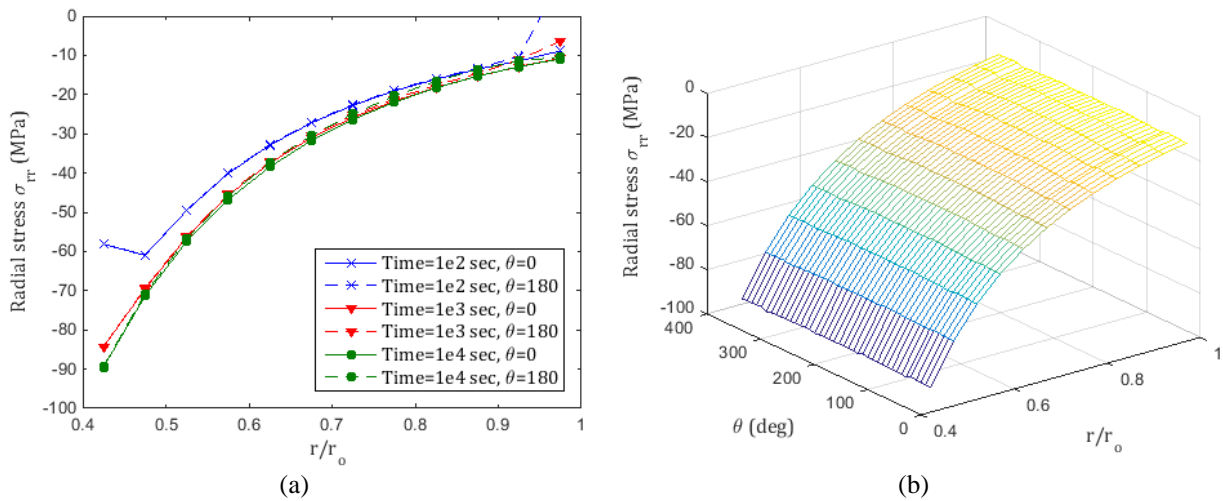 0
-10
-20
-30
-40
-50
-60
-70
-80
-90
-100
Radial stress σrr (MPa)
0.4
0.5
0.6
0.7
0.8
0.9
1
r/ro
Time=1e2 sec, θ=0
Time=1e2 sec, θ=180
Time=1e3 sec, θ=0
Time=1e3 sec, θ=180
Time=1e4 sec, θ=0
Time=1e4 sec, θ=180
(a)
0
-20
-40
-60
-80
-100
Radial stress σrr (MPa)
400
300
200
100
0
θ (deg)
0.4
0.6
0.8
1
r/ro
(b)